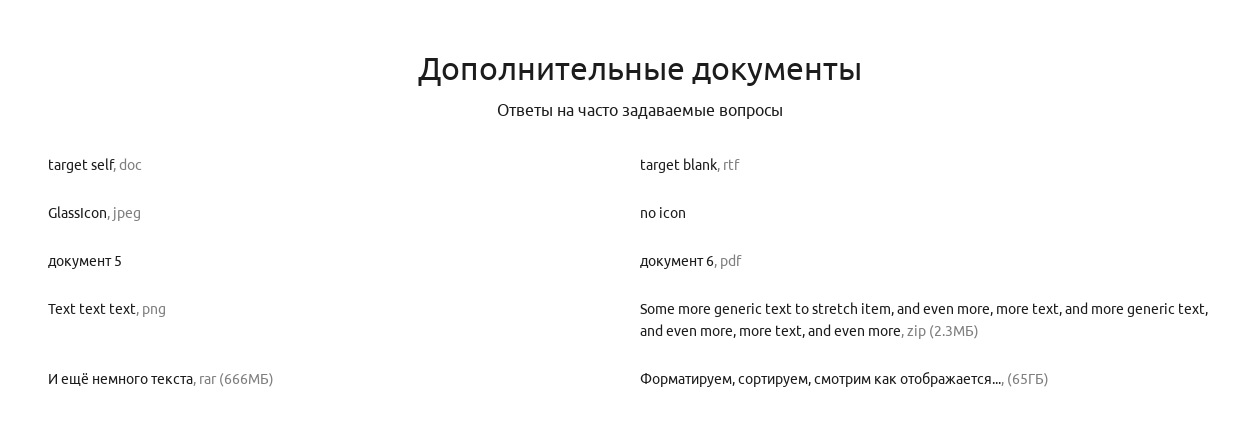 Дополнительные документы
Ответы на часто задаваемые вопросы
target self, doc
target blank, rtf
GlassIcon, jpeg
no icon
документ 5
документ 6, pdf
Text text text, png
Some more generic text to stretch item, and even more, more text, and more generic text,
and even more, more text, and even more, zip (2.3МБ)
И ещё немного текста, rar (666МБ)
Форматируем, сортируем, смотрим как отображается..., (65ГБ)